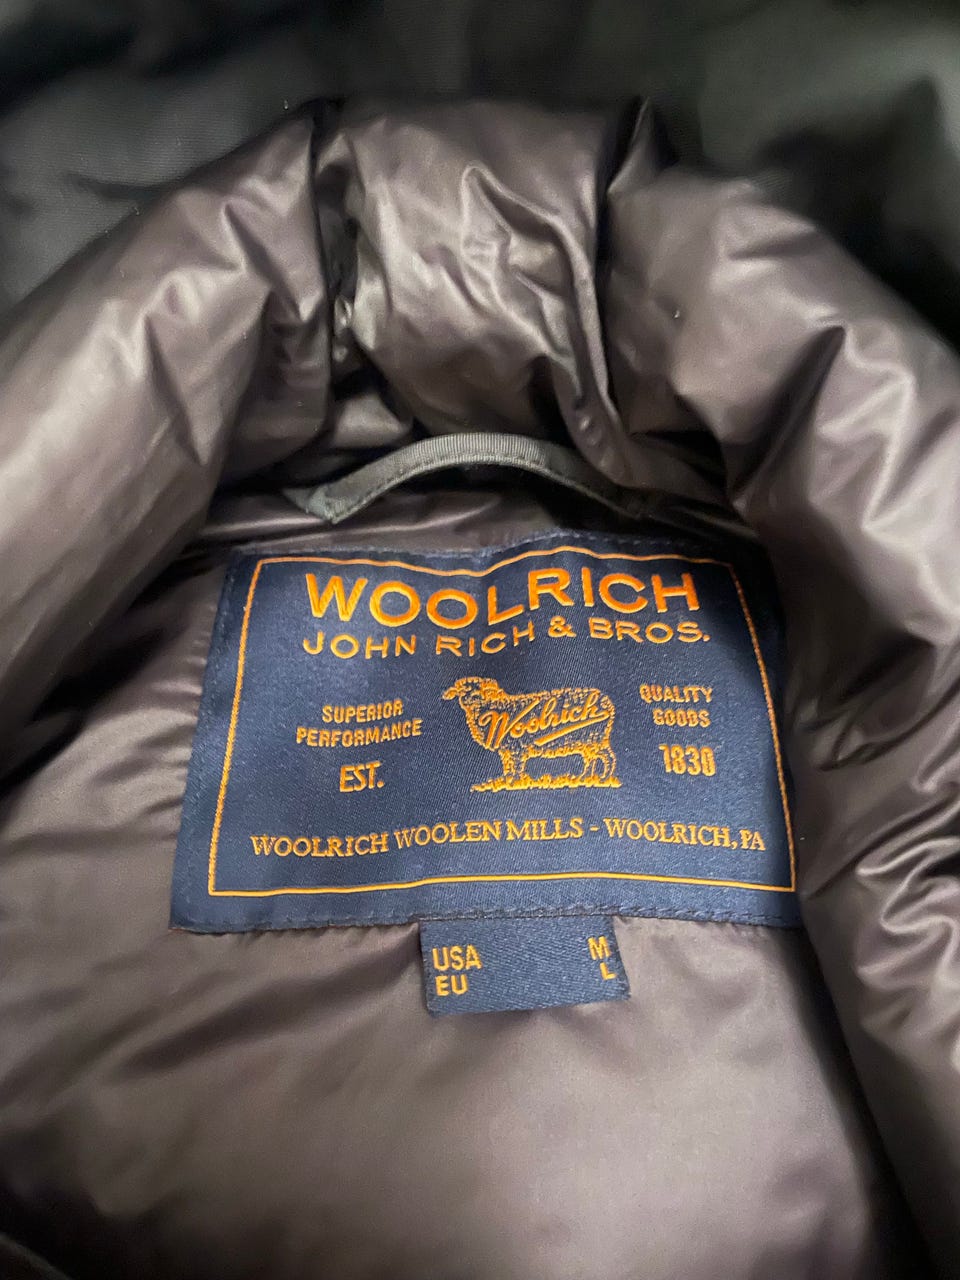 WOOLRICH
JOHN RICH & BROS.
SUPERIOR
PERFORMANCE
EST.
Woolrich
QUALITY
GOODS
1830
WOOLRICH WOOLEN MILLS - WOOLRICH, PA
USA M
EU L